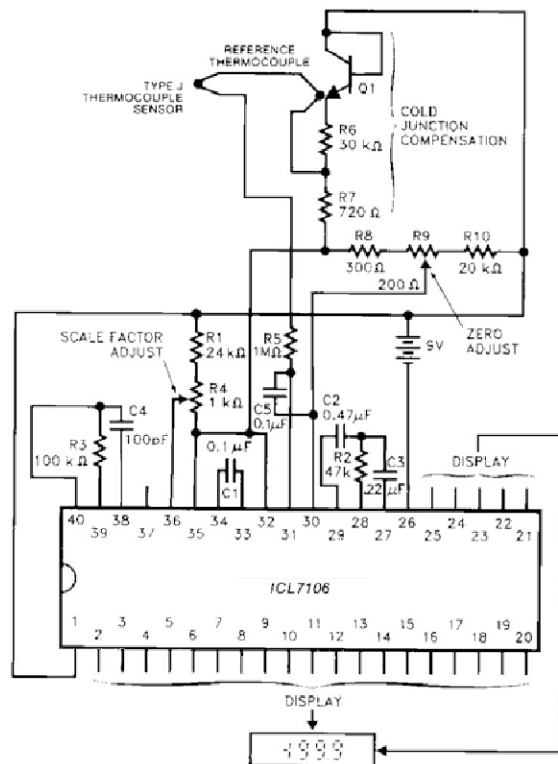 REFERENCE
THERMOCOUPLE
TYPE J
THERMOCOUPLE
SENSOR
Q1
COLD
JUNCTION
COMPENSATION
R6
30 kΩ
R7
720 Ω
R8
300Ω
R9
200 Ω
R10
20 kΩ
ZERO
ADJUST
SCALE FACTOR
ADJUST
R1
24 kΩ
R4
1 kΩ
R5
1MΩ
C5
0.1µF
9V
C4
100pF
R3
100 kΩ
0.1 µF
C1
C2
0.47µF
R2
47k
C3
.22 µF
DISPLAY
40 39 38 37 36 35 34 33 32 31 30 29 28 27 26 25 24 23 22 21
ICL7106
1 2 3 4 5 6 7 8 9 10 11 12 13 14 15 16 17 18 19 20
DISPLAY
-1999